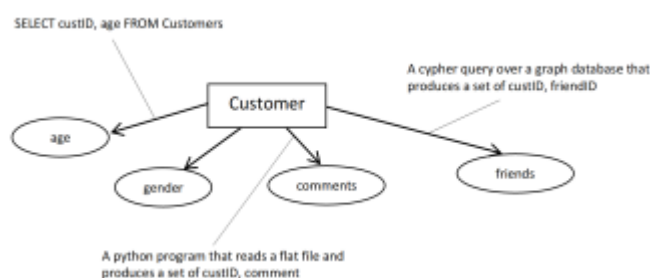 SELECT custID, age FROM Customers
A cypher query over a graph database that
produces a set of custID, friendID
Customer
age
gender
comments
friends
A python program that reads a flat file and
produces a set of custID, comment